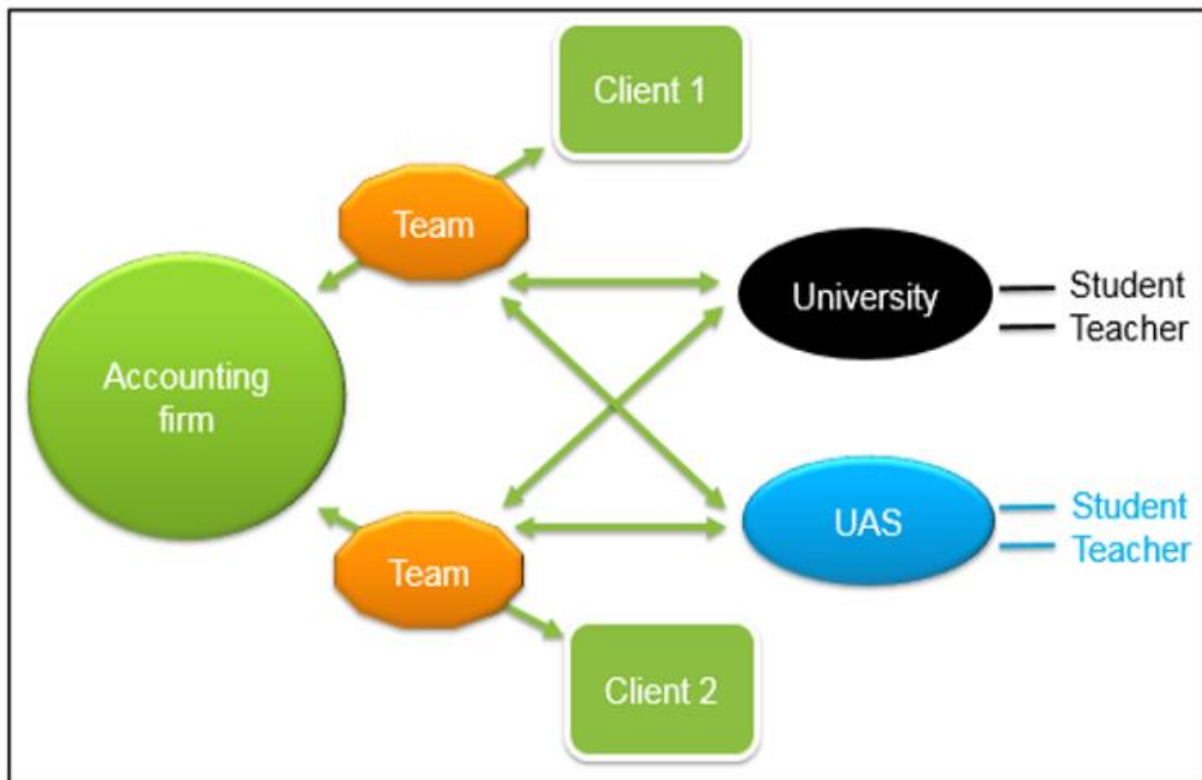 Client 1
Team
University
Student
Teacher
Accounting
firm
UAS
Student
Teacher
Team
Client 2